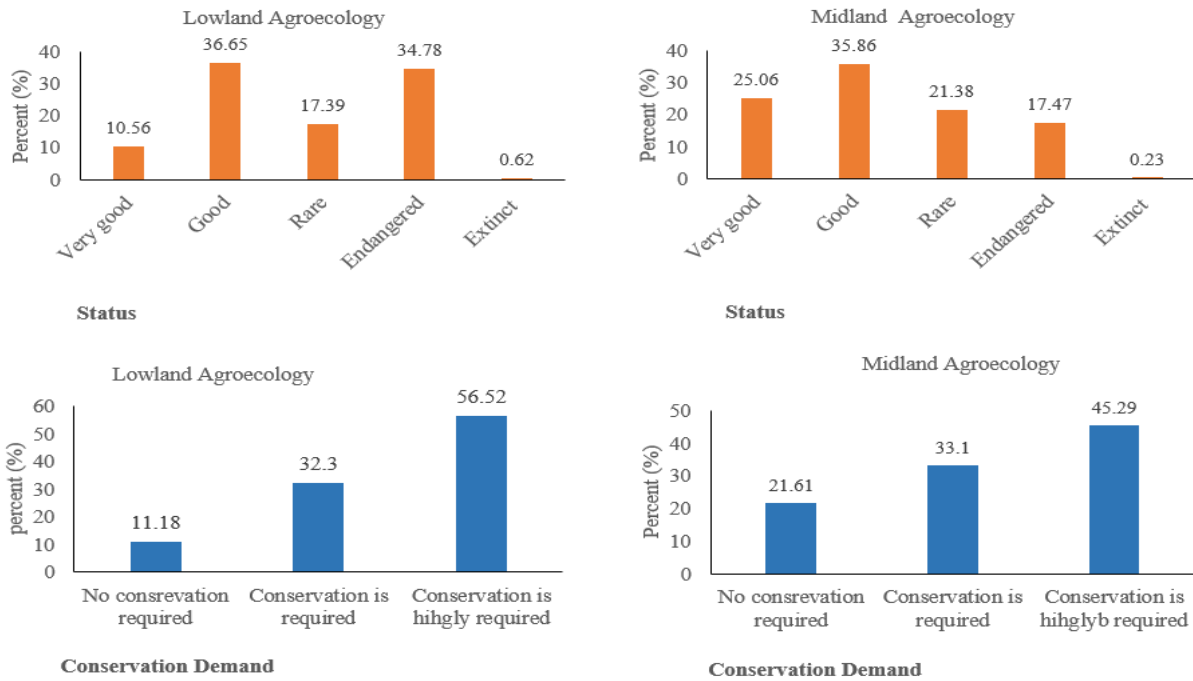 Lowland Agroecology
Percent (%)
40
30
20
10
0
10.56
36.65
17.39
34.78
0.62
Very good
Good
Rare
Endangered
Extinct
Status
Midland Agroecology
Percent (%)
40
30
20
10
0
25.06
35.86
21.38
17.47
0.23
Very good
Good
Rare
Endangered
Extinct
Status
Lowland Agroecology
percent (%)
60
50
40
30
20
10
0
11.18
32.3
56.52
No consrevation
required
Conservation is
required
Conservation is
hihgly required
Conservation Demand
Midland Agroecology
Percent (%)
50
40
30
20
10
0
21.61
33.1
45.29
No consrevation
required
Conservation is
required
Conservation is
hihglyb required
Conservation Demand